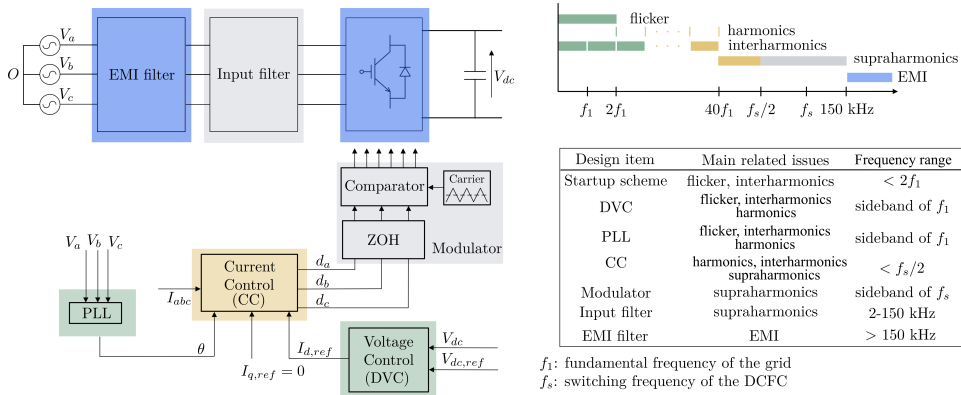 V_a
V_b
V_c
O
EMI filter
Input filter
V_dc
Comparator
Carrier
ZOH
Modulator
V_a V_b V_c
PLL
I_abc
Current
Control
(CC)
d_a
d_b
d_c
θ
I_q,ref = 0
I_d,ref
Voltage
Control
(DVC)
V_dc
V_dc,ref
flicker
harmonics
interharmonics
supraharmonics
EMI
f_1 2f_1 40f_1 f_s/2 f_s 150 kHz
Design item Main related issues Frequency range
Startup scheme flicker, interharmonics < 2f_1
DVC flicker, interharmonics harmonics sideband of f_1
PLL flicker, interharmonics harmonics sideband of f_1
CC harmonics, interharmonics supraharmonics < f_s/2
Modulator supraharmonics sideband of f_s
Input filter supraharmonics 2-150 kHz
EMI filter EMI > 150 kHz
f_1: fundamental frequency of the grid
f_s: switching frequency of the DCFC